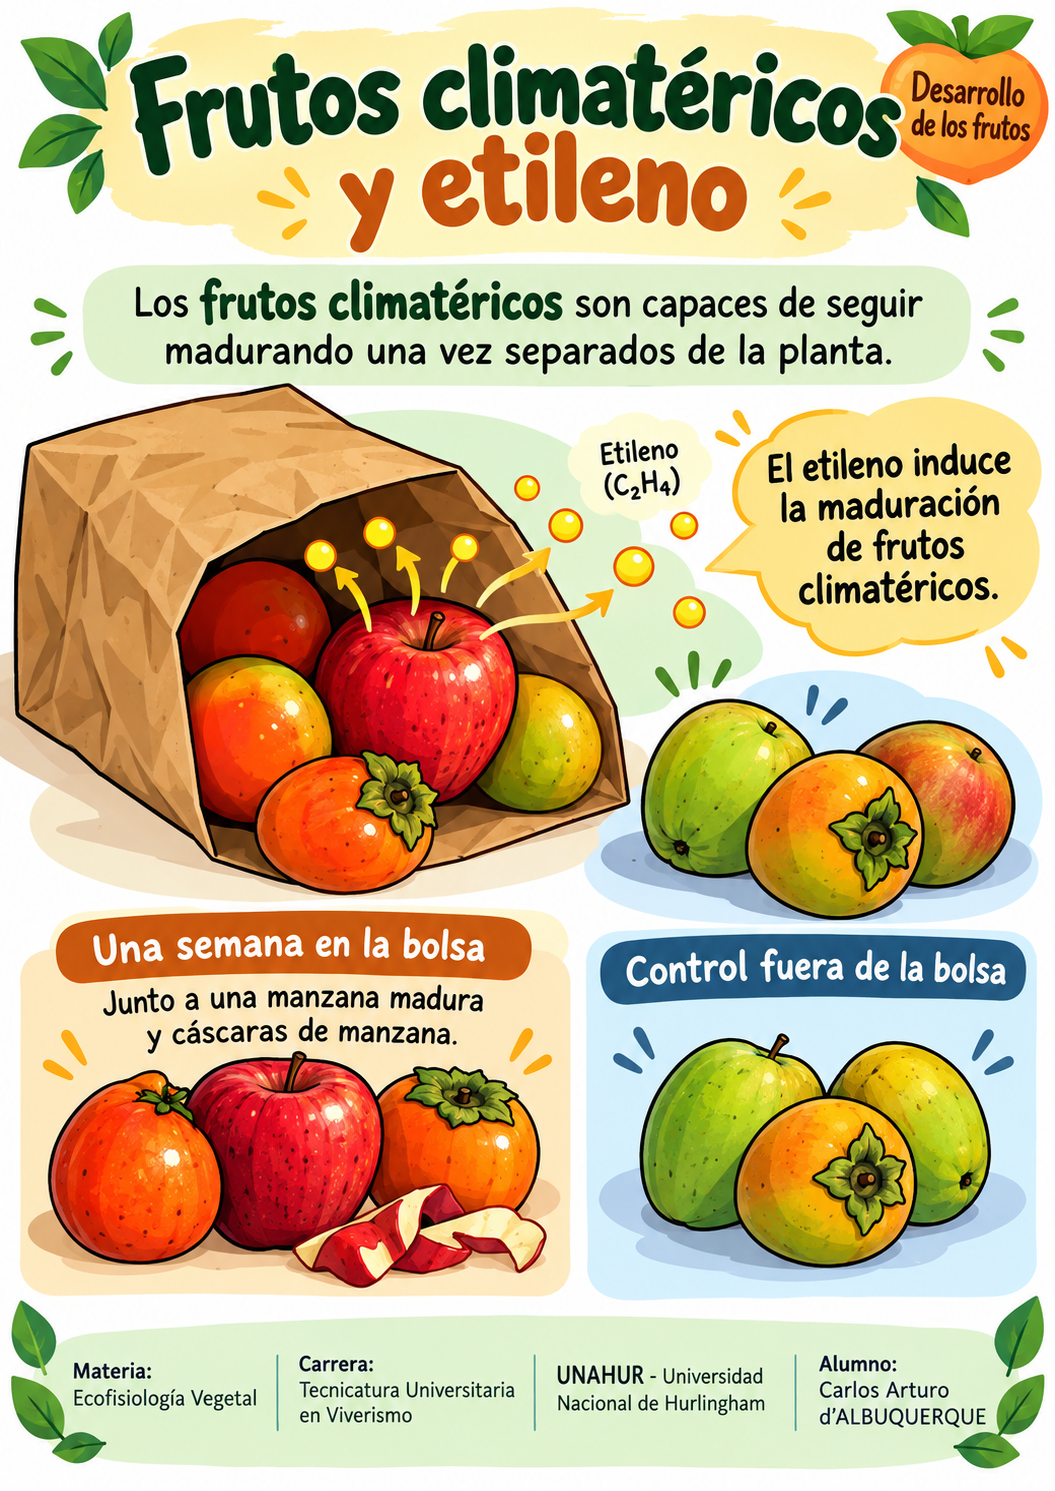 Frutos climatéricos
y etileno
Desarrollo
de los frutos
Los frutos climatéricos son capaces de seguir
madurando una vez separados de la planta.
Etileno
(C₂H₄)
El etileno induce
la maduración
de frutos
climatéricos.
Una semana en la bolsa
Junto a una manzana madura
y cáscaras de manzana.
Control fuera de la bolsa
Materia:
Ecofisiología Vegetal
Carrera:
Tecnicatura Universitaria
en Viverismo
UNAHUR - Universidad
Nacional de Hurlingham
Alumno:
Carlos Arturo
d'ALBUQUERQUE